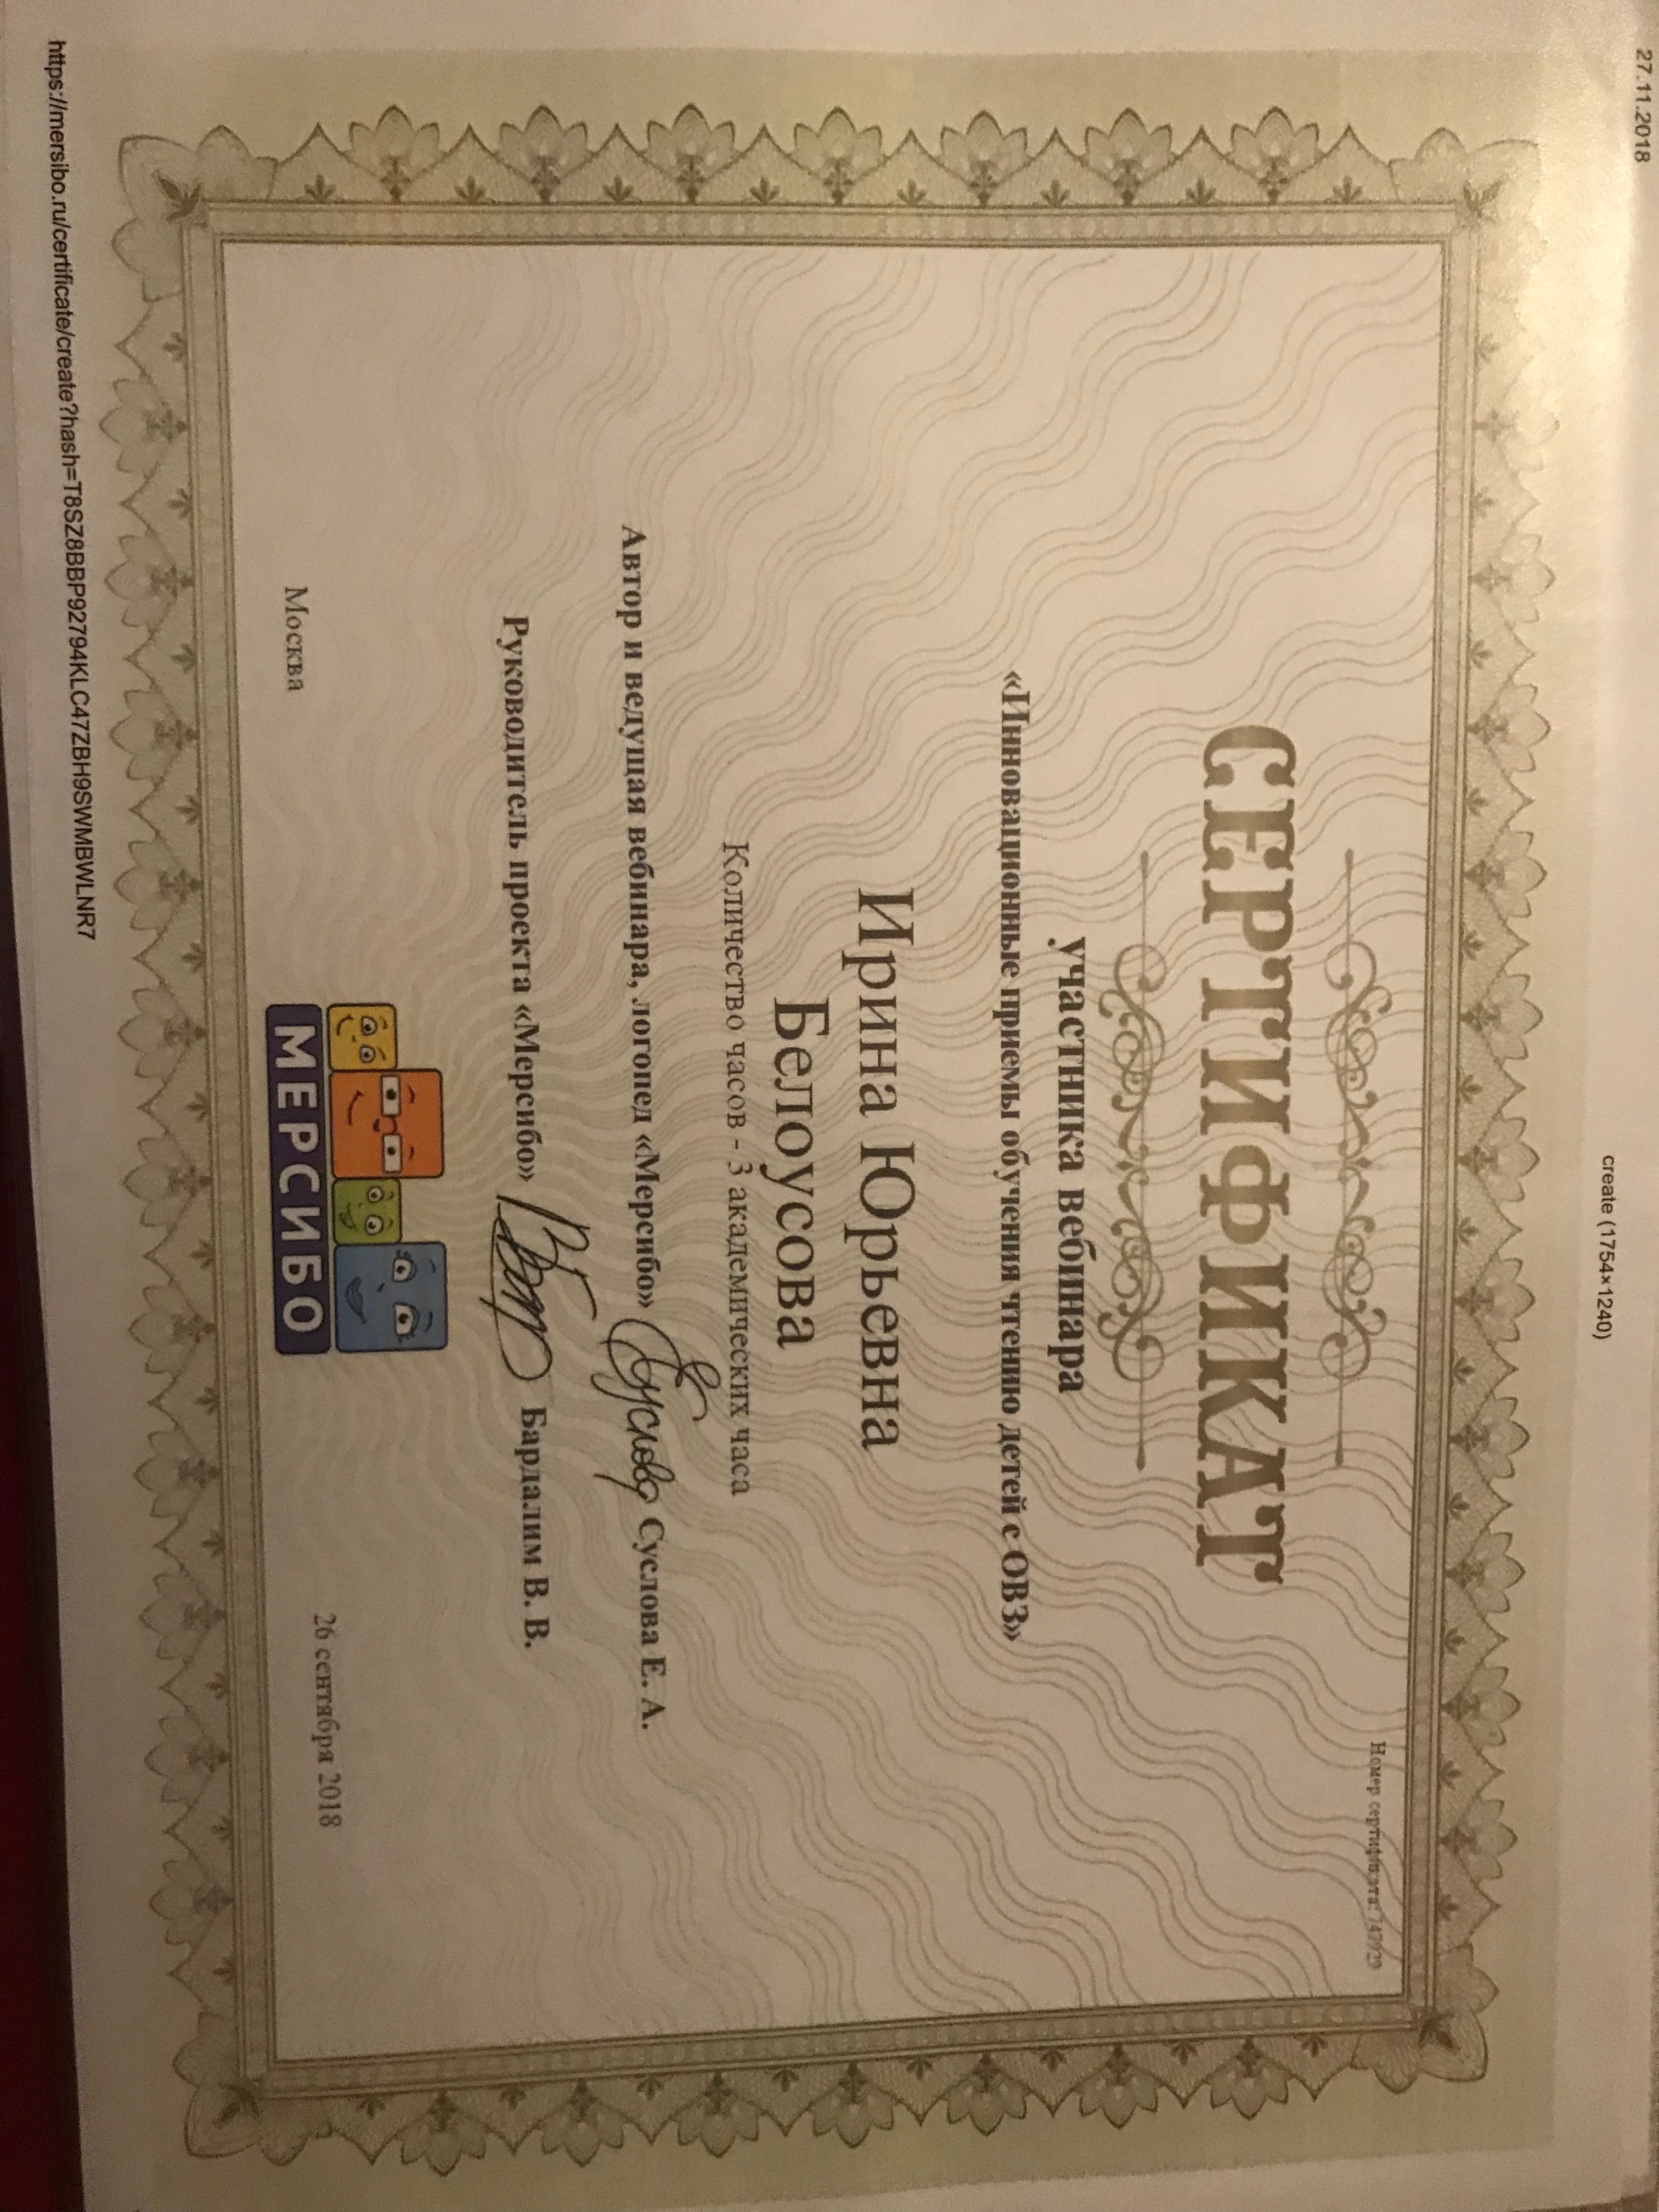 27.11.2018
create (1754×1240)
Номер сертификата: 747929
СЕРТИФИКАТ
участника вебинара
«Инновационные приемы обучения чтению детей с ОВЗ»
Ирина Юрьевна
Белоусова
Количество часов - 3 академических часа
Автор и ведущая вебинара, логопед «Мерсибо» Суслова Е. А.
Руководитель проекта «Мерсибо» Бардалим В. В.
МЕРСИБО
Москва
26 сентября 2018
https://mersibo.ru/certificate/create?hash=T8SZ8BBP92794KLC47ZBH9SWMBWLNR7